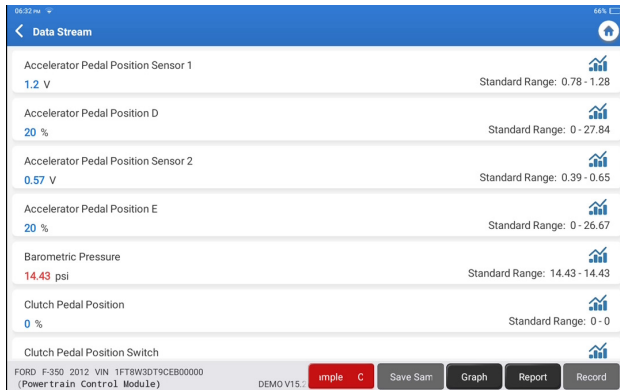 06:32 PM
66%
Data Stream
Accelerator Pedal Position Sensor 1
1.2 V
Standard Range: 0.78 - 1.28
Accelerator Pedal Position D
20 %
Standard Range: 0 - 27.84
Accelerator Pedal Position Sensor 2
0.57 V
Standard Range: 0.39 - 0.65
Accelerator Pedal Position E
20 %
Standard Range: 0 - 26.67
Barometric Pressure
14.43 psi
Standard Range: 14.43 - 14.43
Clutch Pedal Position
0 %
Standard Range: 0 - 0
Clutch Pedal Position Switch
FORD F-350 2012 VIN 1FT8W3DT9CEB00000
(Powertrain Control Module)
DEMO V15.
mple C
Save Sam
Graph
Report
Record